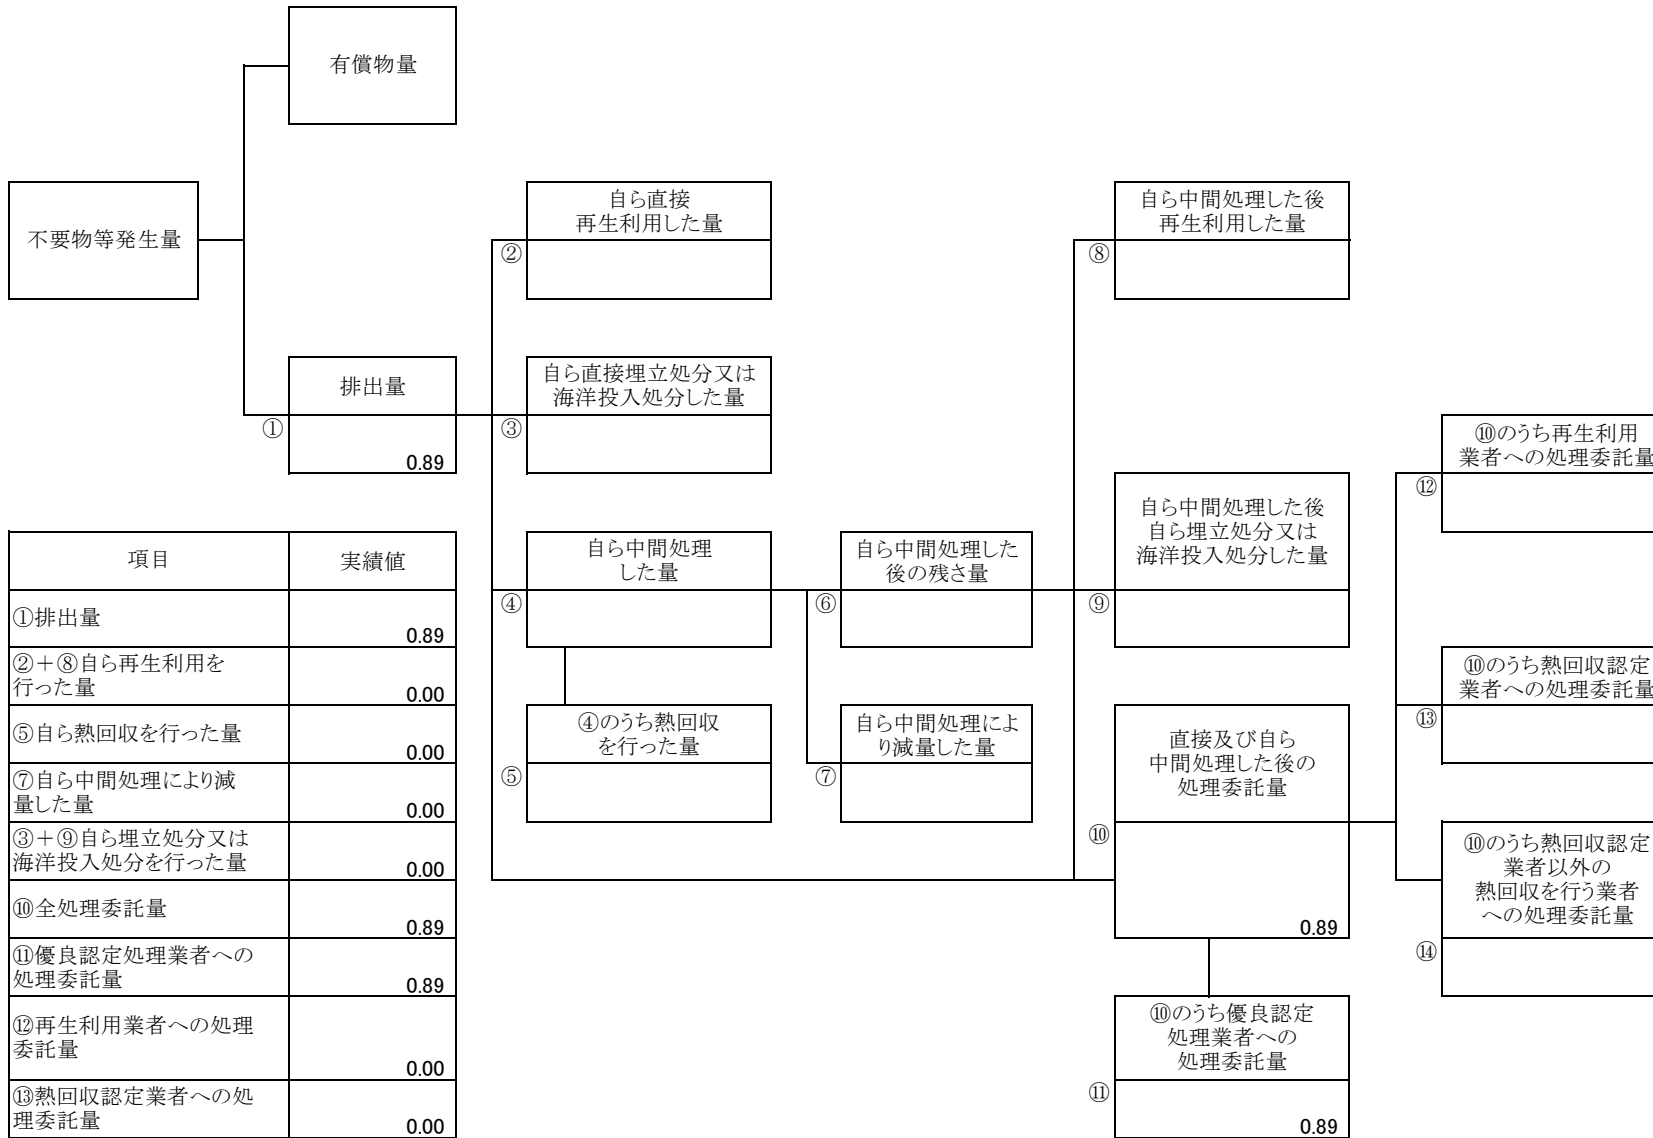 有償物量
不要物等発生量
自ら直接
再生利用した量
②
自ら中間処理した後
再生利用した量
⑧
排出量
①
0.89
自ら直接埋立処分又は
海洋投入処分した量
③
⑩のうち再生利用
業者への処理委託量
⑫
自ら中間処理
した量
④
自ら中間処理した
後の残さ量
⑥
自ら中間処理した後
自ら埋立処分又は
海洋投入処分した量
⑨
⑩のうち熱回収認定
業者への処理委託量
⑬
④のうち熱回収
を行った量
⑤
自ら中間処理によ
り減量した量
⑦
直接及び自ら
中間処理した後の
処理委託量
⑩
0.89
⑩のうち熱回収認定
業者以外の
熱回収を行う業者
への処理委託量
⑭
⑩のうち優良認定
処理業者への
処理委託量
⑪
0.89
項目 実績値
①排出量
0.89
②+⑧自ら再生利用を
行った量
0.00
⑤自ら熱回収を行った量
0.00
⑦自ら中間処理により減
量した量
0.00
③+⑨自ら埋立処分又は
海洋投入処分を行った量
0.00
⑩全処理委託量
0.89
⑪優良認定処理業者への
処理委託量
0.89
⑫再生利用業者への処理
委託量
0.00
⑬熱回収認定業者への処
理委託量
0.00